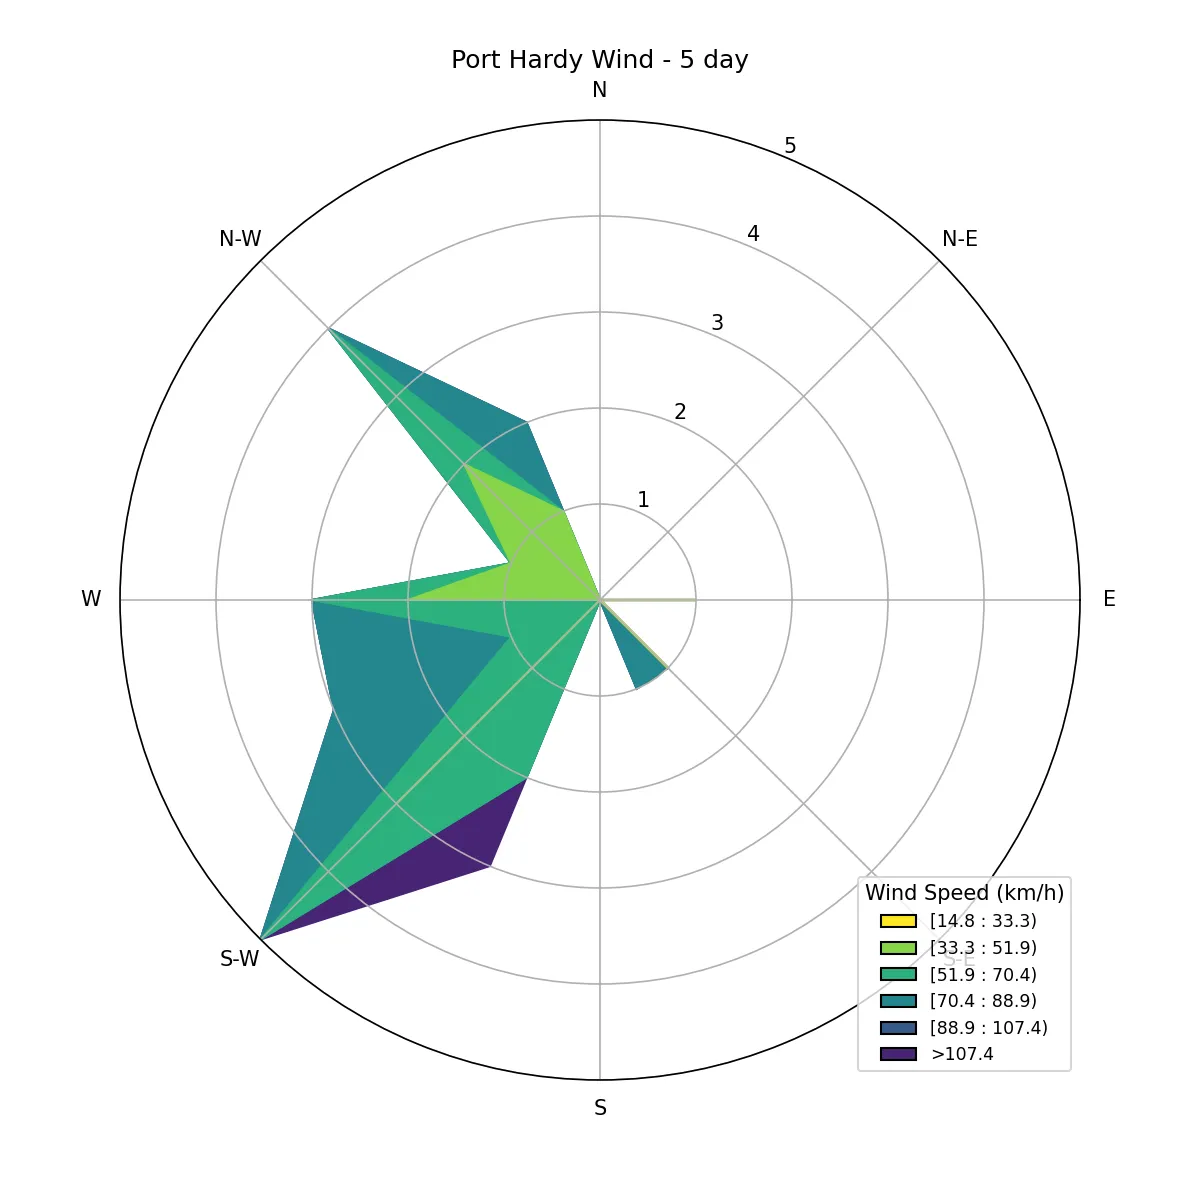 Port Hardy Wind - 5 day
N
5
N-W
N-E
4
3
2
1
W
E
Wind Speed (km/h)
[14.8 : 33.3)
[33.3 : 51.9)
S-W
S-E
[51.9 : 70.4)
[70.4 : 88.9)
[88.9 : 107.4)
>107.4
S